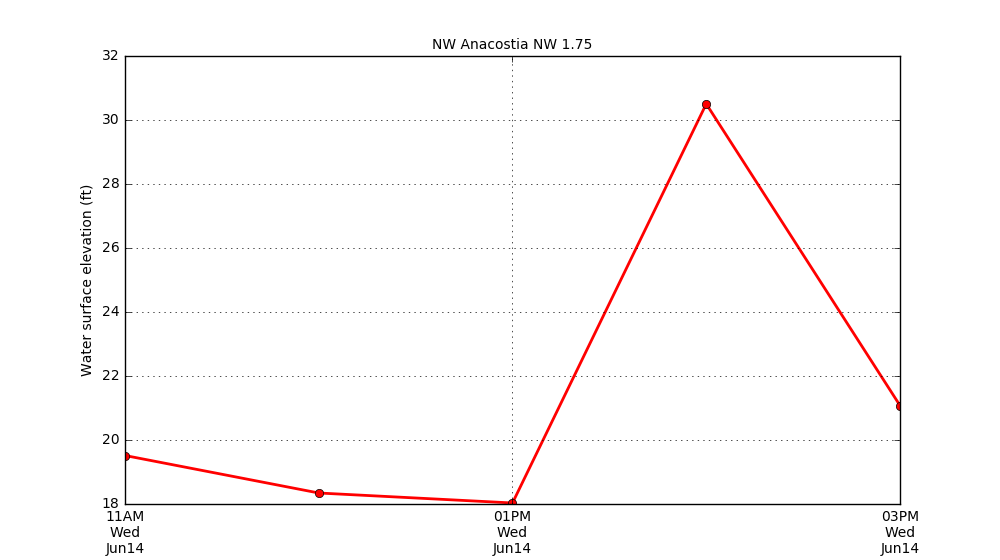 NW Anacostia NW 1.75
Water surface elevation (ft)
32
30
28
26
24
22
20
18
11AM
Wed
Jun14
01PM
Wed
Jun14
03PM
Wed
Jun14